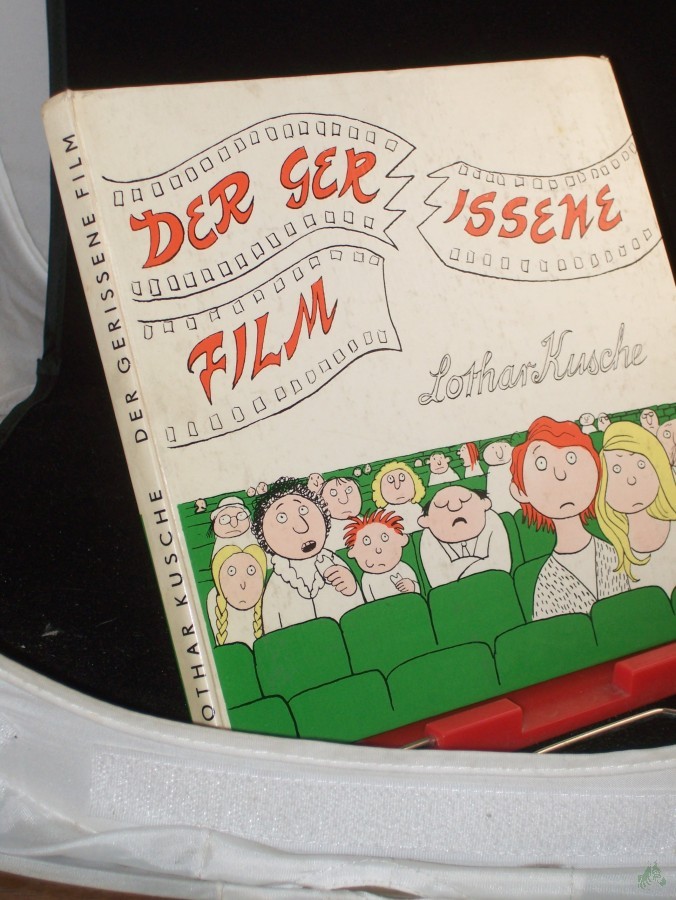 DER GER ISSENE
FILM
Lothar Kusche
LOTHAR KUSCHE DER GERISSENE FILM